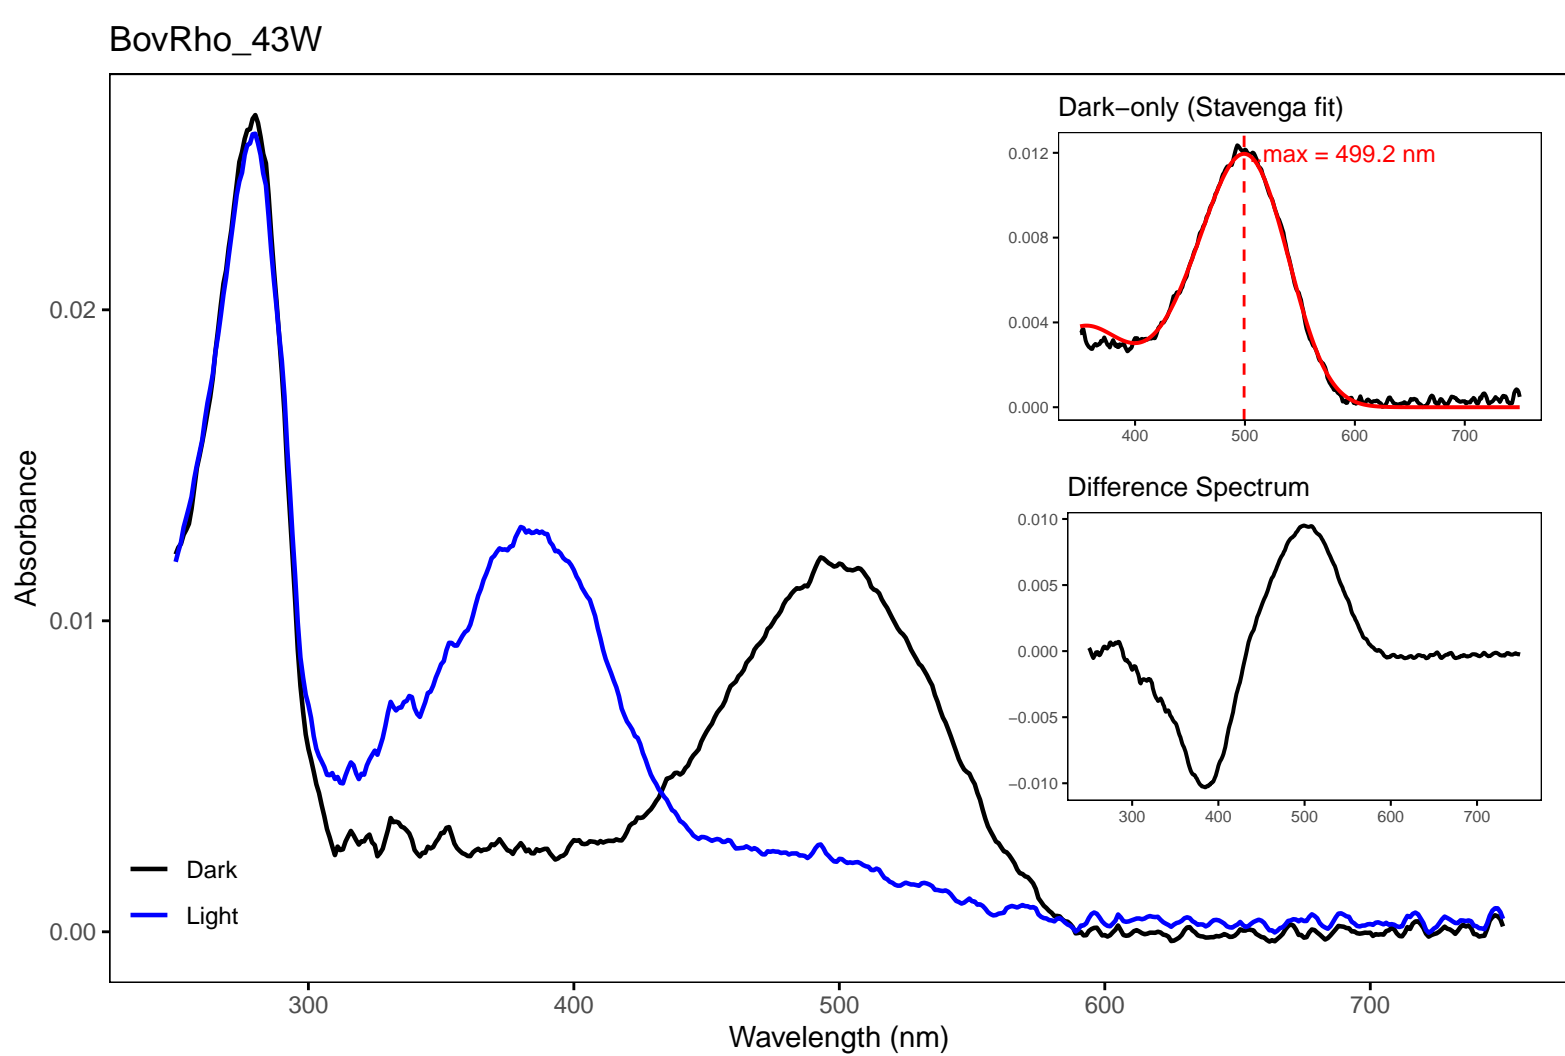 BovRho_43W
Dark−only (Stavenga fit)
0.012
max = 499.2 nm
0.008
0.004
0.000
400 500 600 700
Difference Spectrum
0.010
0.005
0.000
−0.005
−0.010
300 400 500 600 700
0.02
0.01
0.00
Absorbance
Dark
Light
300 400 500 600 700
Wavelength (nm)